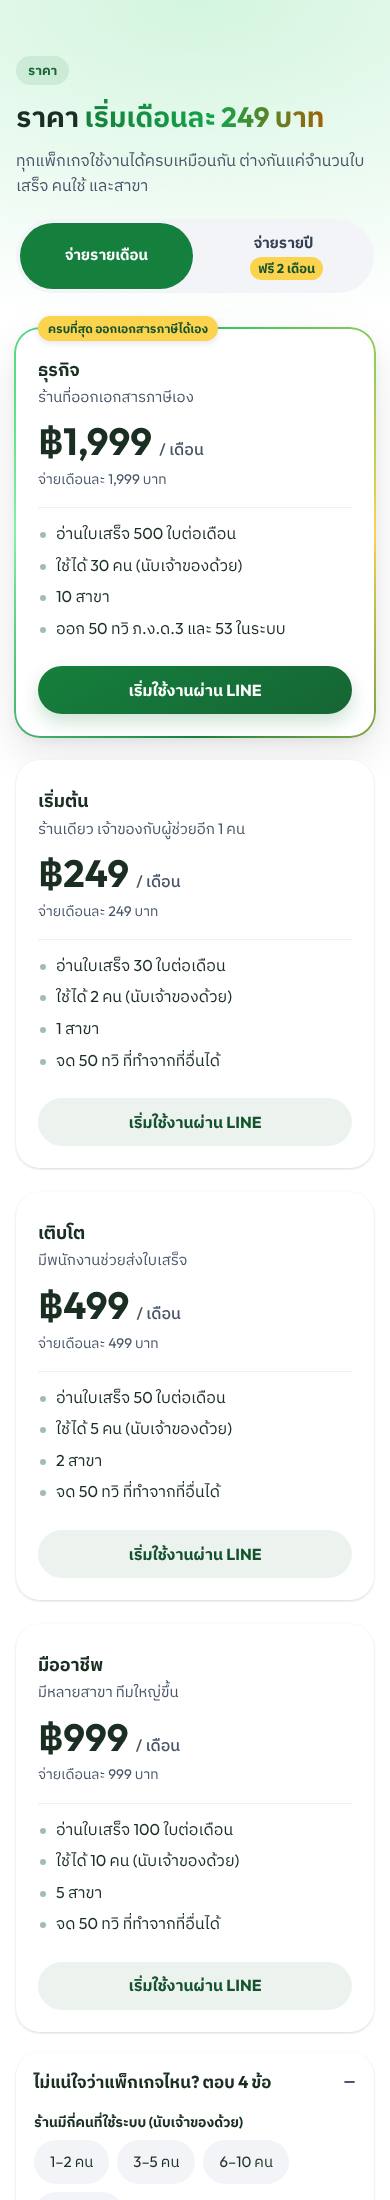 ราคา
ราคา เริ่มเดือนละ 249 บาท
ทุกแพ็กเกจใช้งานได้ครบเหมือนกัน ต่างกันแค่จำนวนใบ
เสร็จ คนใช้ และสาขา
จ่ายรายเดือน
จ่ายรายปี
ฟรี 2 เดือน
ครบที่สุด ออกเอกสารภาษีได้เอง
ธุรกิจ
ร้านที่ออกเอกสารภาษีเอง
฿1,999 / เดือน
จ่ายเดือนละ 1,999 บาท
อ่านใบเสร็จ 500 ใบต่อเดือน
ใช้ได้ 30 คน (นับเจ้าของด้วย)
10 สาขา
ออก 50 ทวิ ภ.ง.ด.3 และ 53 ในระบบ
เริ่มใช้งานผ่าน LINE
เริ่มต้น
ร้านเดียว เจ้าของกับผู้ช่วยอีก 1 คน
฿249 / เดือน
จ่ายเดือนละ 249 บาท
อ่านใบเสร็จ 30 ใบต่อเดือน
ใช้ได้ 2 คน (นับเจ้าของด้วย)
1 สาขา
จด 50 ทวิ ที่ทำจากที่อื่นได้
เริ่มใช้งานผ่าน LINE
เติบโต
มีพนักงานช่วยส่งใบเสร็จ
฿499 / เดือน
จ่ายเดือนละ 499 บาท
อ่านใบเสร็จ 50 ใบต่อเดือน
ใช้ได้ 5 คน (นับเจ้าของด้วย)
2 สาขา
จด 50 ทวิ ที่ทำจากที่อื่นได้
เริ่มใช้งานผ่าน LINE
มืออาชีพ
มีหลายสาขา ทีมใหญ่ขึ้น
฿999 / เดือน
จ่ายเดือนละ 999 บาท
อ่านใบเสร็จ 100 ใบต่อเดือน
ใช้ได้ 10 คน (นับเจ้าของด้วย)
5 สาขา
จด 50 ทวิ ที่ทำจากที่อื่นได้
เริ่มใช้งานผ่าน LINE
ไม่แน่ใจว่าแพ็กเกจไหน? ตอบ 4 ข้อ
ร้านมีกี่คนที่ใช้ระบบ (นับเจ้าของด้วย)
1–2 คน
3–5 คน
6–10 คน